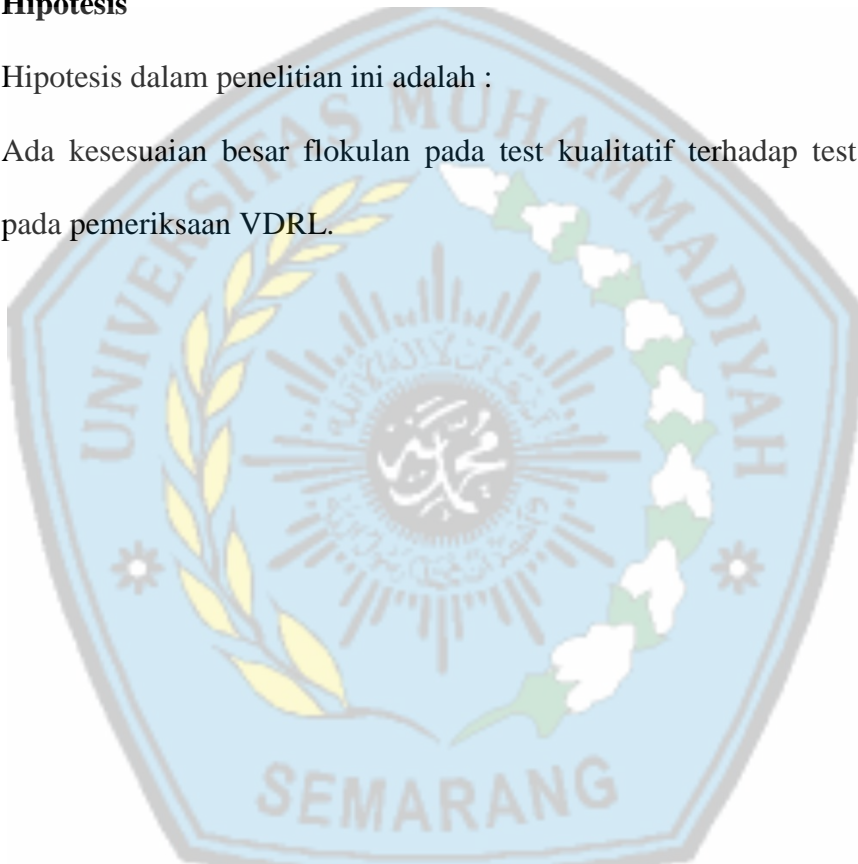 Hipotesis
Hipotesis dalam penelitian ini adalah :
Ada kesesuaian besar flokulan pada test kualitatif terhadap test
pada pemeriksaan VDRL.
UNIVERSITAS MUHAMMADIYAH
SEMARANG